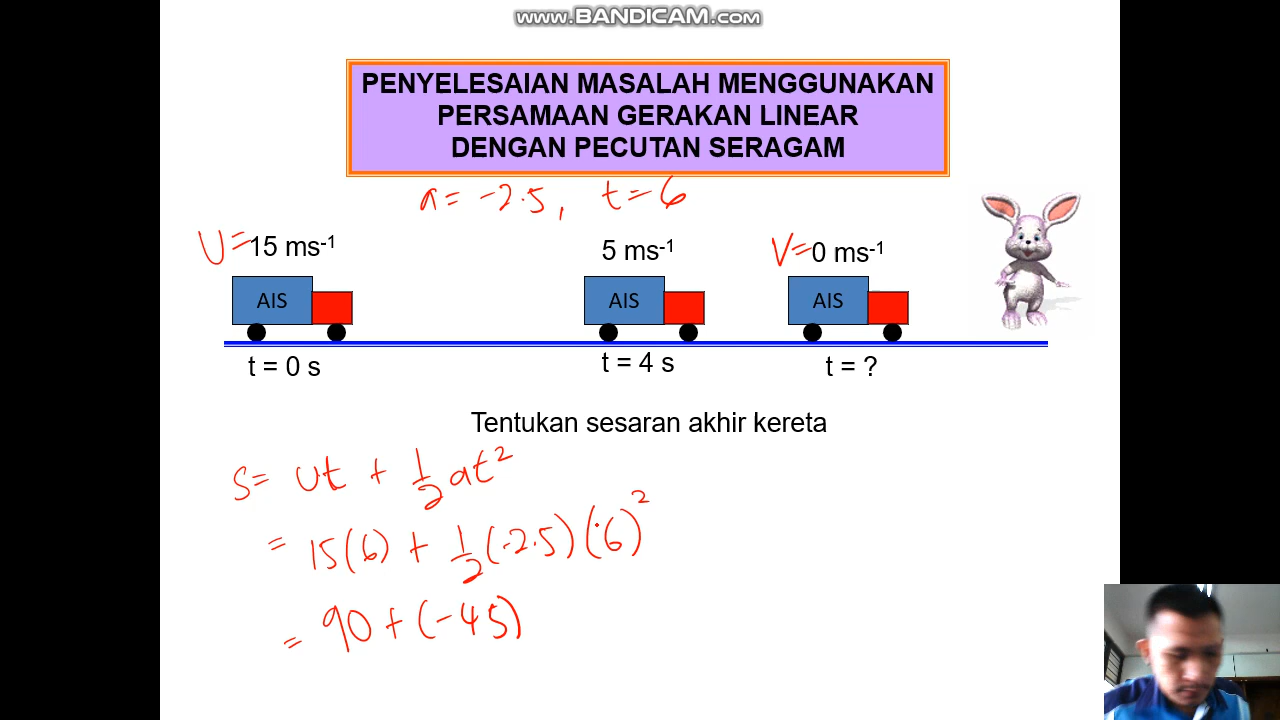 www.BANDICAM.com
PENYELESAIAN MASALAH MENGGUNAKAN
PERSAMAAN GERAKAN LINEAR
DENGAN PECUTAN SERAGAM
a = -2.5, t = 6
U = 15 ms-1
5 ms-1
V = 0 ms-1
AIS
AIS
AIS
t = 0 s
t = 4 s
t = ?
Tentukan sesaran akhir kereta
s = ut + 1/2 at²
= 15(6) + 1/2 (-2.5)(6)²
= 90 + (-45)